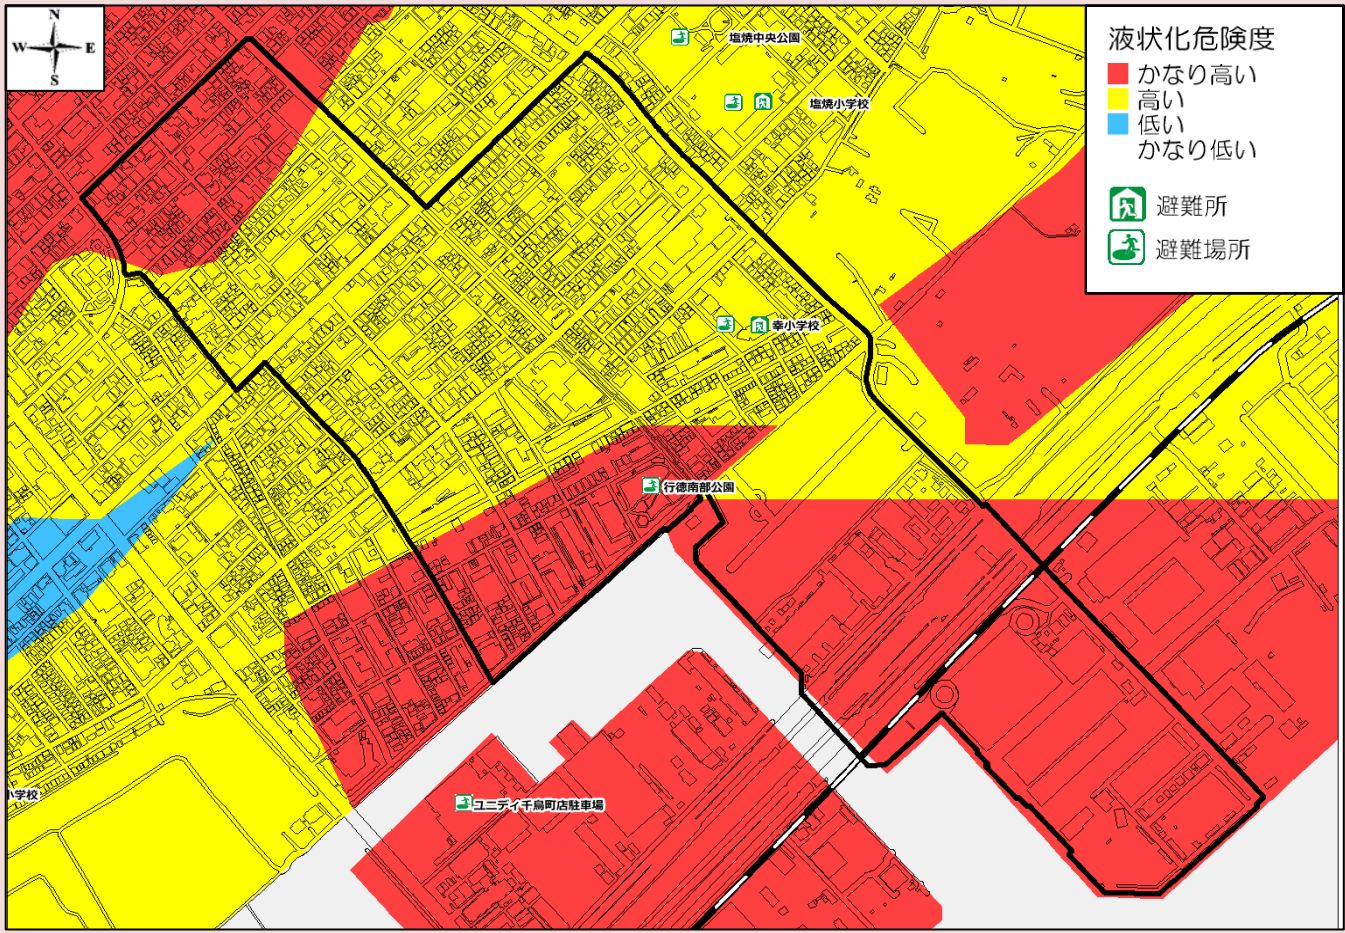 N
W E
S
液状化危険度
かなり高い
高い
低い
かなり低い
避難所
避難場所
塩焼中央公園
塩焼小学校
幸小学校
行徳南部公園
小学校
ユニディ千鳥町店駐車場